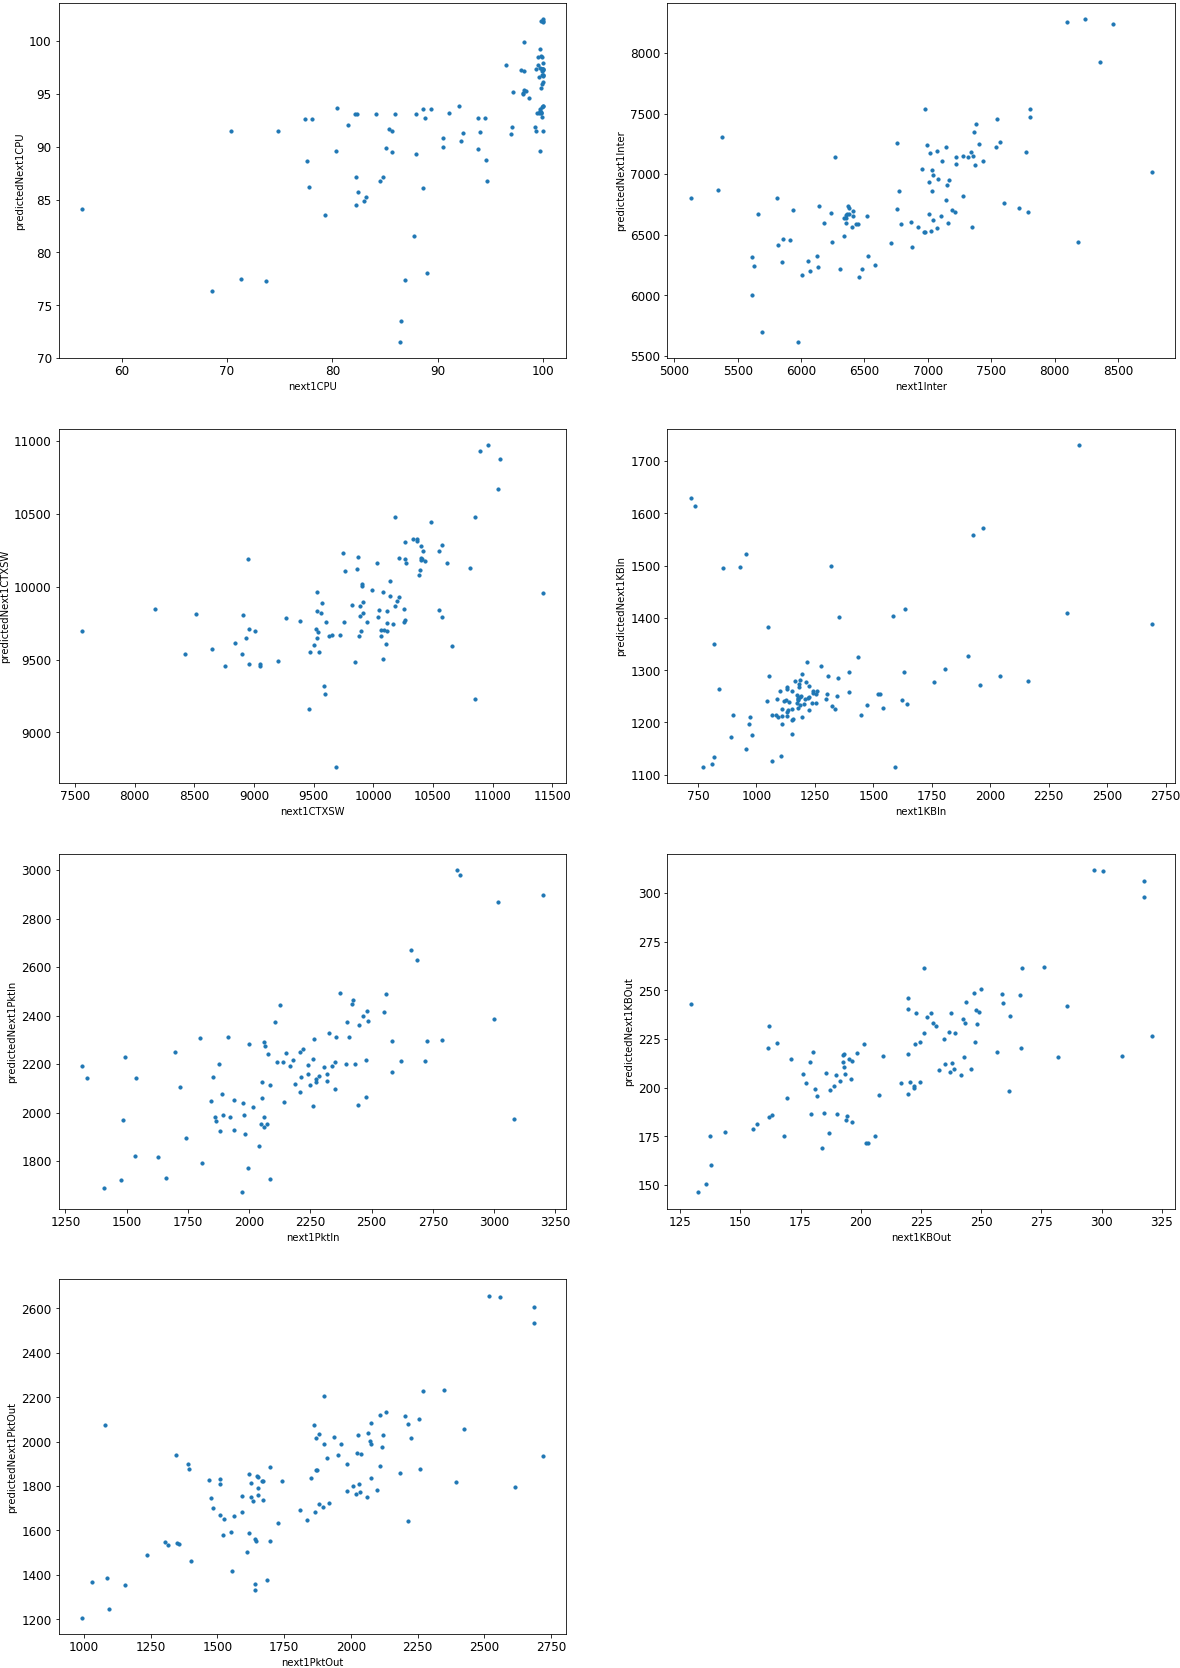 100
95
90
85
80
75
70
predictedNext1CPU
60 70 80 90 100
next1CPU
8000
7500
7000
6500
6000
5500
predictedNext1Inter
5000 5500 6000 6500 7000 7500 8000 8500
next1Inter
11000
10500
10000
9500
9000
predictedNext1CTXSW
7500 8000 8500 9000 9500 10000 10500 11000 11500
next1CTXSW
1700
1600
1500
1400
1300
1200
1100
predictedNext1KBIn
750 1000 1250 1500 1750 2000 2250 2500 2750
next1KBIn
3000
2800
2600
2400
2200
2000
1800
predictedNext1PktIn
1250 1500 1750 2000 2250 2500 2750 3000 3250
next1PktIn
300
275
250
225
200
175
150
predictedNext1KBOut
125 150 175 200 225 250 275 300 325
next1KBOut
2600
2400
2200
2000
1800
1600
1400
1200
predictedNext1PktOut
1000 1250 1500 1750 2000 2250 2500 2750
next1PktOut